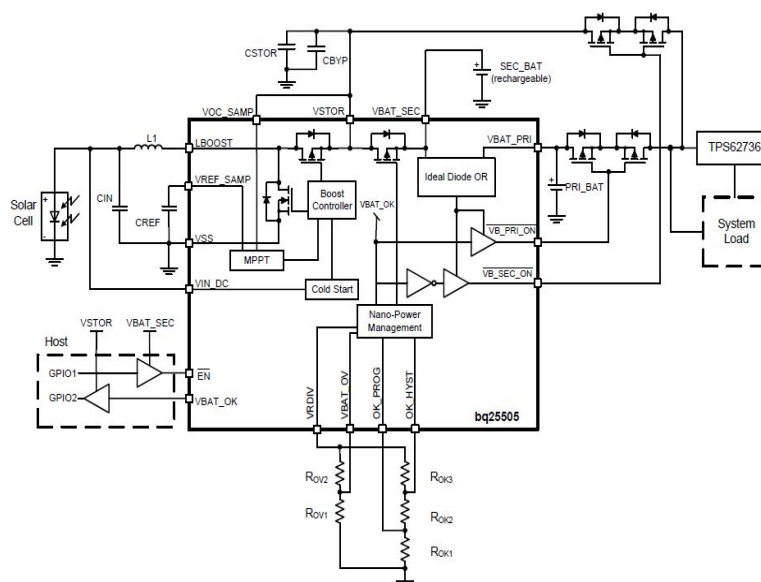 CSTOR
CBYP
SEC_BAT
(rechargeable)
VOC_SAMP
VSTOR
VBAT_SEC
L1
LBOOST
VBAT_PRI
TPS62736
Ideal Diode OR
PRI_BAT
VREF_SAMP
VBAT_OK
Boost
Controller
Solar
Cell
+
-
CIN
CREF
System
Load
VB_PRI_ON
VSS
MPPT
VB_SEC_ON
VIN_DC
Cold Start
Nano-Power
Management
VSTOR
VBAT_SEC
Host
GPIO1
EN
GPIO2
VBAT_OK
VRDIV
VBAT_OV
OK_PROG
OK_HYST
bq25505
ROV2
ROK3
ROV1
ROK2
ROK1